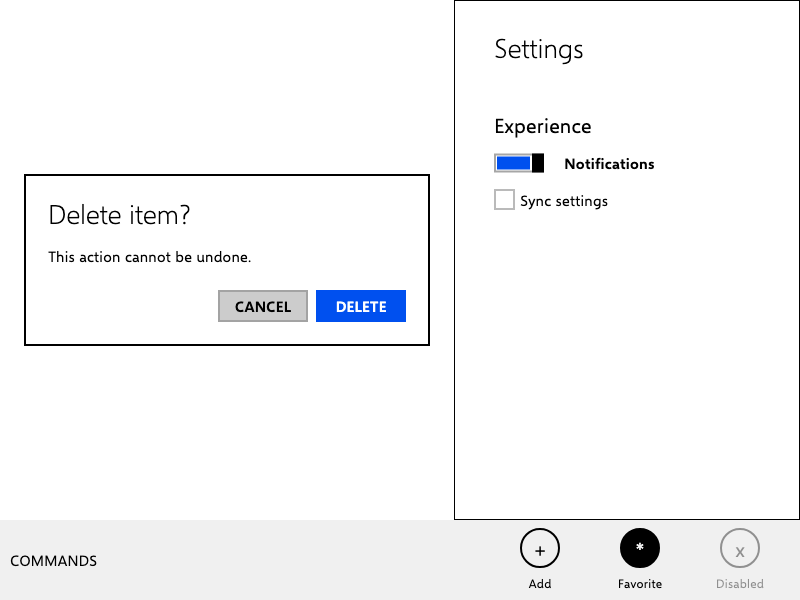 Settings
Experience
Notifications
Sync settings
Delete item?
This action cannot be undone.
CANCEL DELETE
COMMANDS
+ * x
Add Favorite Disabled